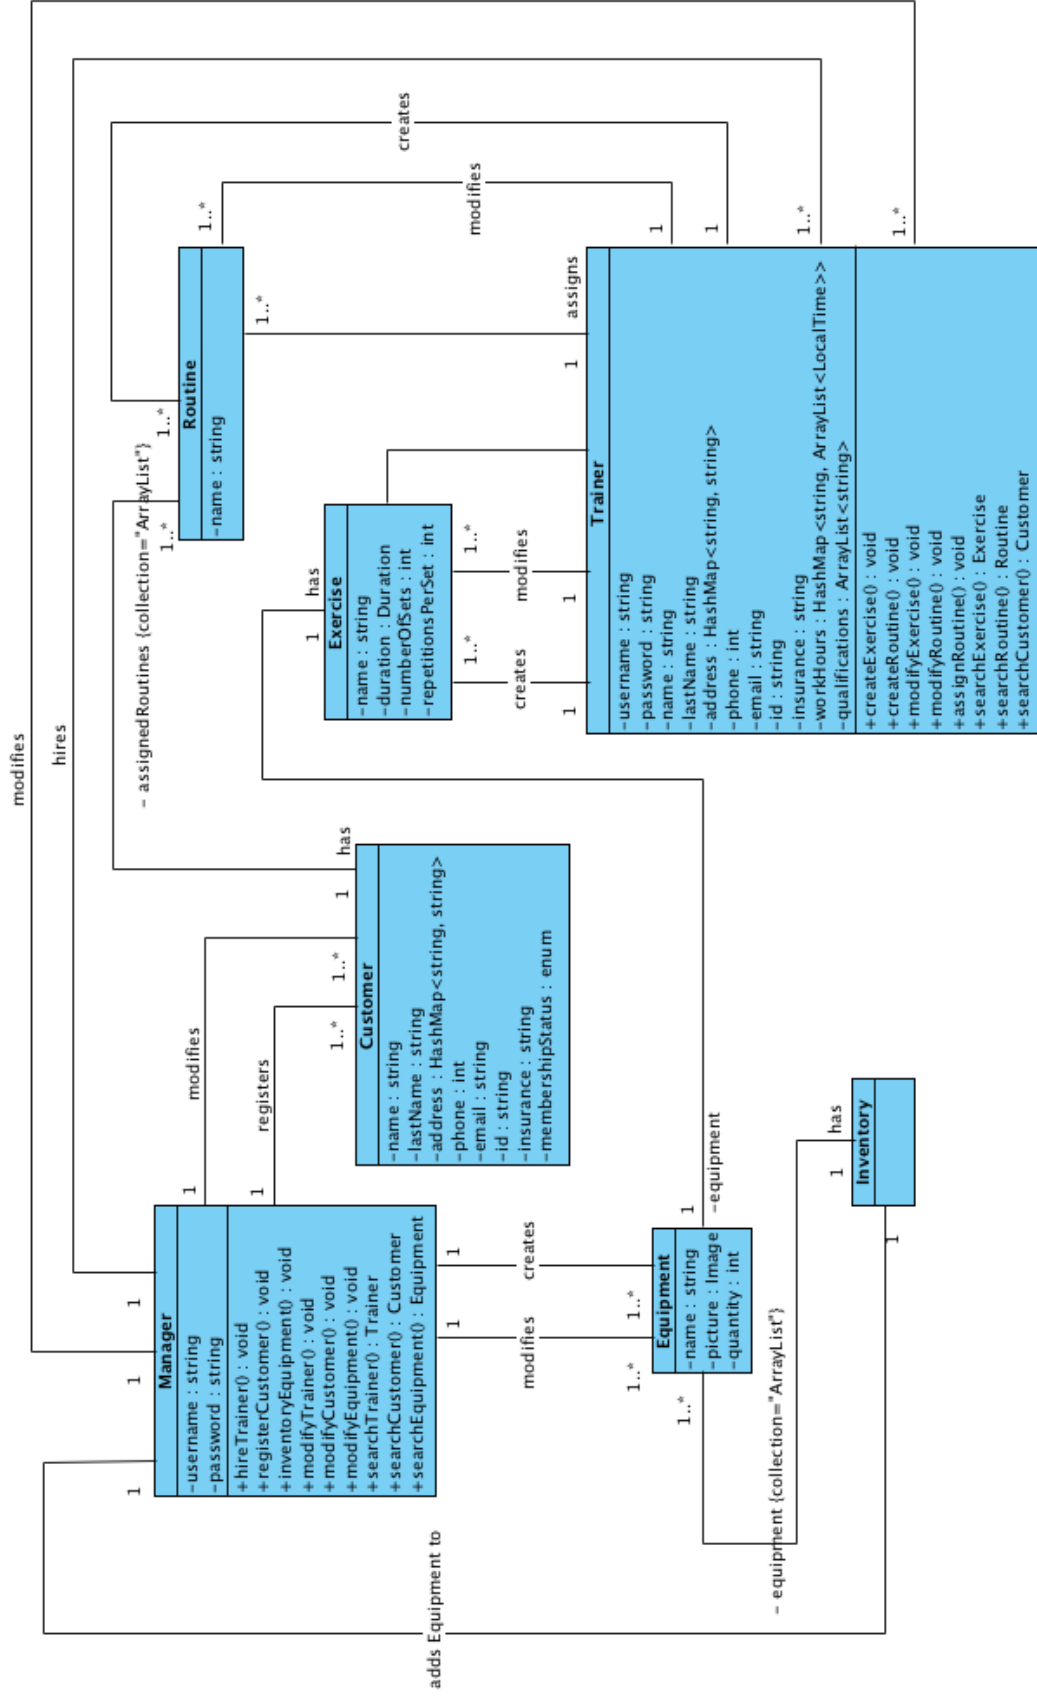 modifies
hires
creates
modifies
- assignedRoutines {collection="ArrayList"}
1..*
1..*
1..*
1..*
Routine
-name : string
has
1
Exercise
-name : string
-duration : Duration
-numberOfSets : int
-repetitionsPerSet : int
1..*
1..*
creates
modifies
1
1
1
assigns
1
1
1..*
1..*
Trainer
-username : string
-password : string
-name : string
-lastName : string
-address : HashMap<string, string>
-phone : int
-email : string
-id : string
-insurance : string
-workHours : HashMap<string, ArrayList<LocalTime>>
-qualifications : ArrayList<string>
+createExercise() : void
+createRoutine() : void
+modifyExercise() : void
+modifyRoutine() : void
+assignRoutine() : void
+searchExercise() : Exercise
+searchRoutine() : Routine
+searchCustomer() : Customer
modifies
registers
1..*
1..*
1
has
Customer
-name : string
-lastName : string
-address : HashMap<string, string>
-phone : int
-email : string
-id : string
-insurance : string
-membershipStatus : enum
1
1
1
1
1
Manager
-username : string
-password : string
+hireTrainer() : void
+registerCustomer() : void
+inventoryEquipment() : void
+modifyTrainer() : void
+modifyCustomer() : void
+modifyEquipment() : void
+searchTrainer() : Trainer
+searchCustomer() : Customer
+searchEquipment() : Equipment
1
1
modifies
creates
1..*
1..*
1
-equipment
Equipment
-name : string
-picture : Image
-quantity : int
1..*
- equipment {collection="ArrayList"}
1
has
Inventory
1
adds Equipment to